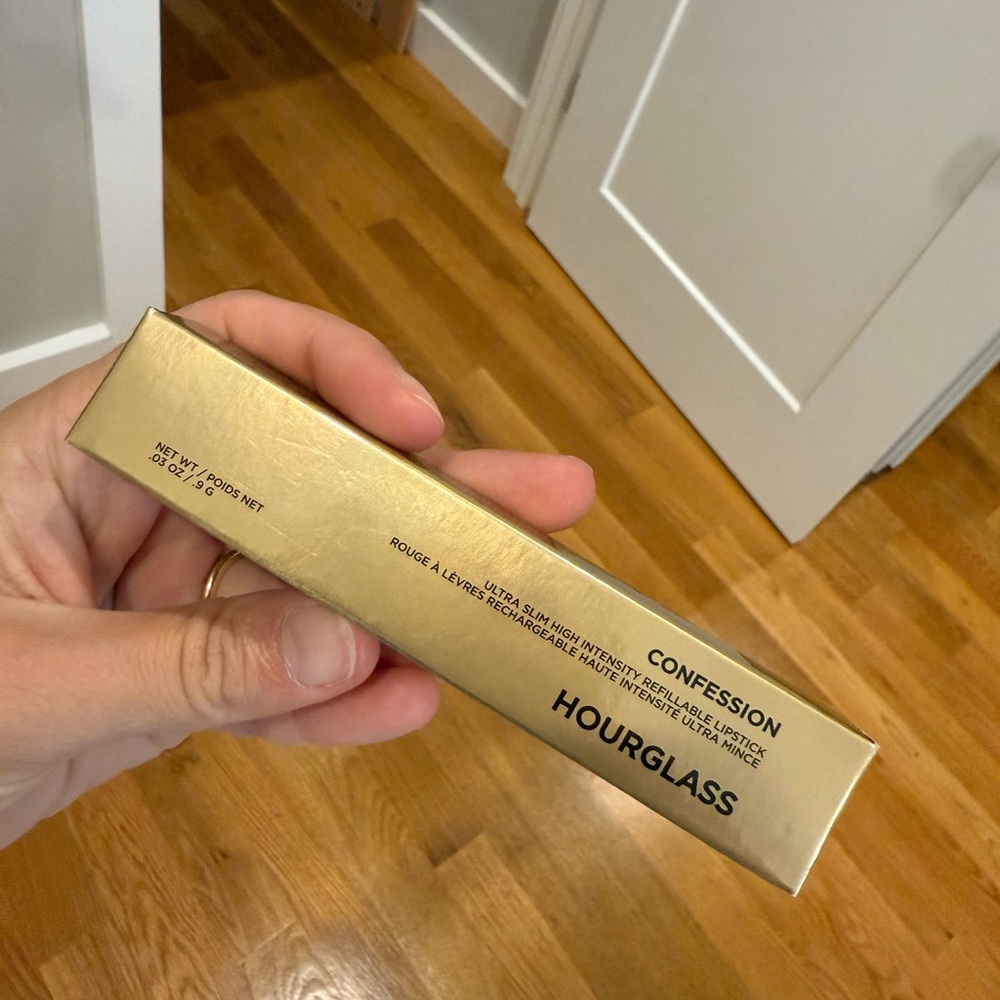 CONFESSION
ULTRA SLIM HIGH INTENSITY REFILLABLE LIPSTICK
ROUGE À LÈVRES RECHARGEABLE HAUTE INTENSITÉ ULTRA MINCE
HOURGLASS
NET WT / POIDS NET
.03 OZ / .9 G